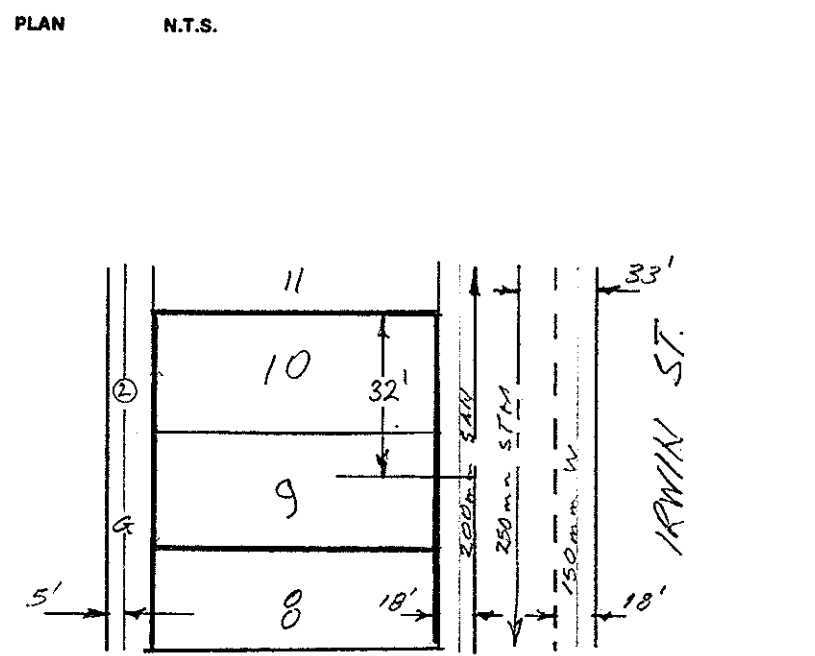 PLAN N.T.S.
11
33'
10
32'
2
9
G
5'
8
18'
200mm SAN
250mm STM
150mm W
18'
IRWIN ST.